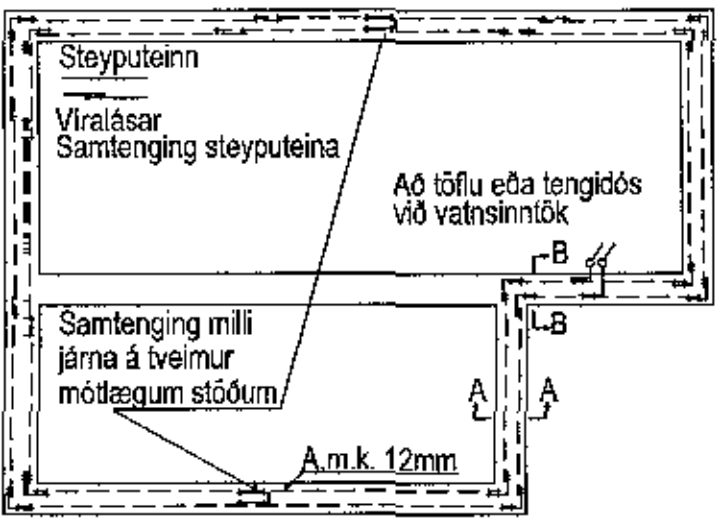 Steyputeinn
Víralásar
Samtenging steyputeina
Að töflu eða tengidós
við vatnsinntök
B
B
Samtenging milli
járna á tveimur
mótlægum stöðum
A
A
A,m.k. 12mm